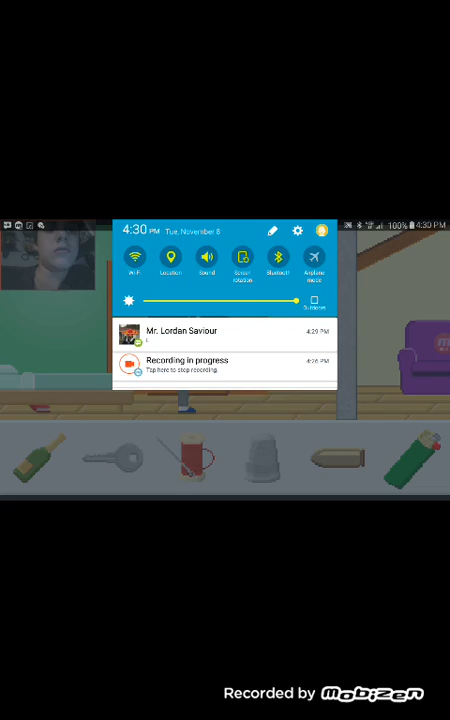 100% 4:30 PM
4:30 PM Tue, November 8
Wi-Fi Location Sound Screen rotation Bluetooth Airplane mode
Outdoors
Mr. Lordan Saviour 4:29 PM
Recording in progress 4:26 PM
Tap here to stop recording.
Recorded by mobizen